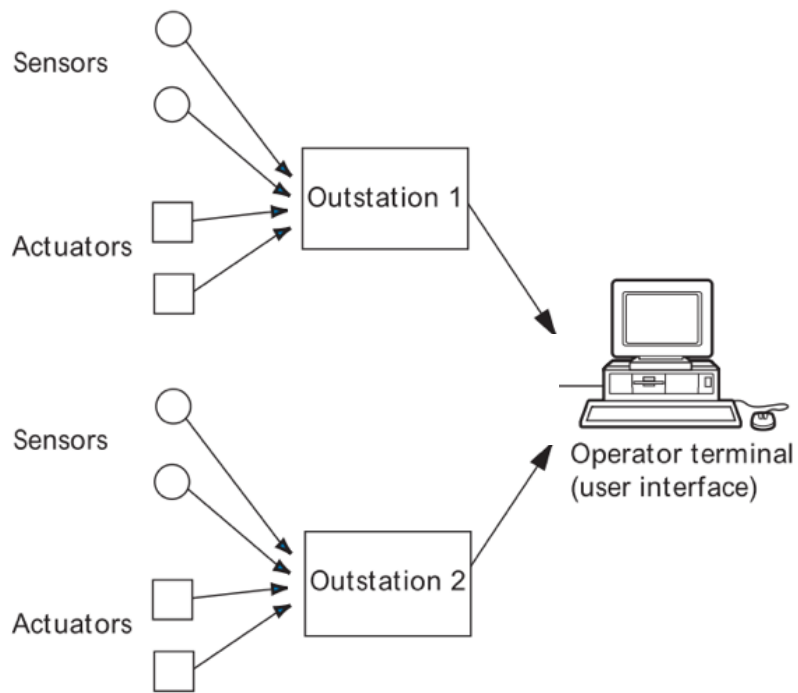 Sensors
Outstation 1
Actuators
Sensors
Operator terminal
(user interface)
Outstation 2
Actuators